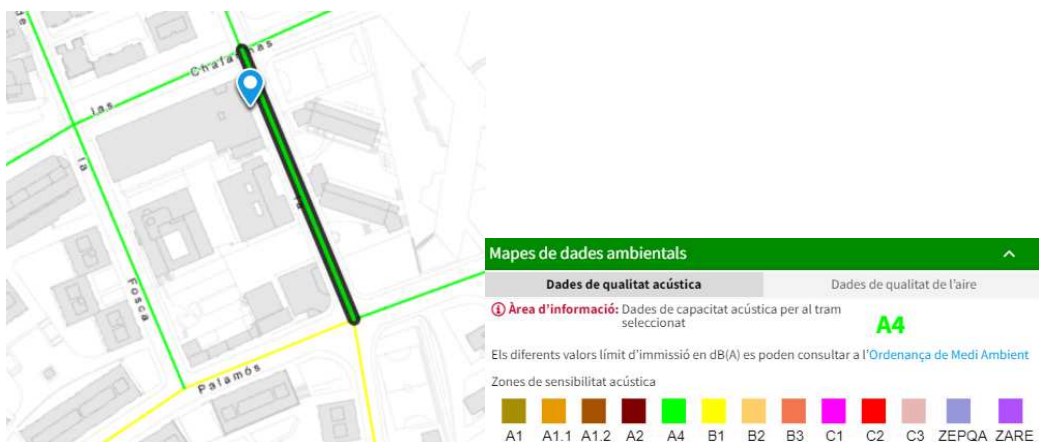 Chalamas
ias
la
Fosca
Palamós
Mapes de dades ambientals
Dades de qualitat acústica
Dades de qualitat de l'aire
Àrea d'informació: Dades de capacitat acústica per al tram
seleccionat
A4
Els diferents valors límit d'immissió en dB(A) es poden consultar a l'Ordenança de Medi Ambient
Zones de sensibilitat acústica
A1 A1.1 A1.2 A2 A4 B1 B2 B3 C1 C2 C3 ZEPQA ZARE